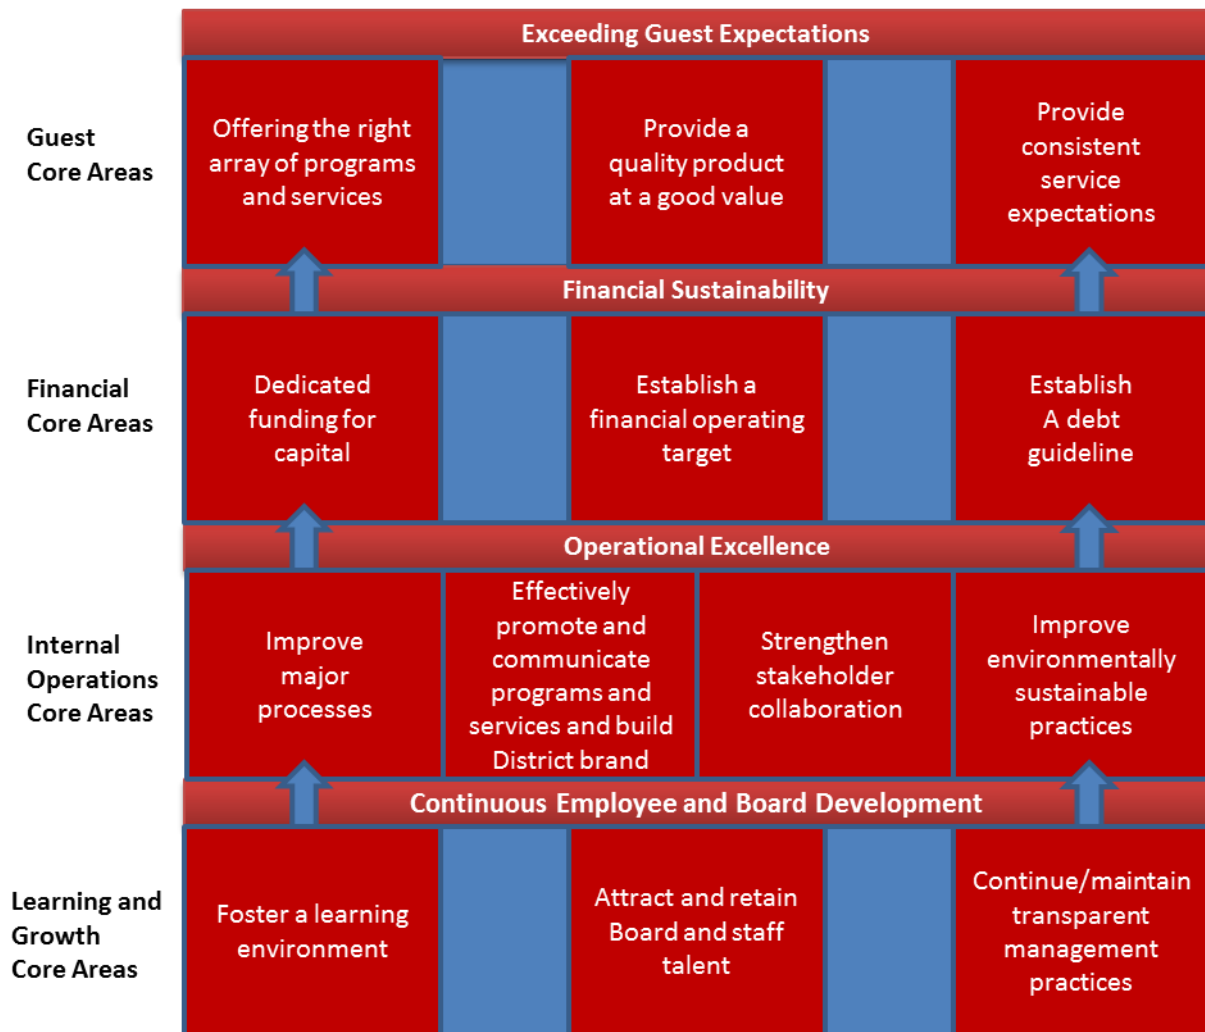 Exceeding Guest Expectations
Guest
Core Areas
Offering the right
array of programs
and services
Provide a
quality product
at a good value
Provide
consistent
service
expectations
Financial Sustainability
Financial
Core Areas
Dedicated
funding for
capital
Establish a
financial operating
target
Establish
A debt
guideline
Operational Excellence
Internal
Operations
Core Areas
Improve
major
processes
Effectively
promote and
communicate
programs and
services and build
District brand
Strengthen
stakeholder
collaboration
Improve
environmentally
sustainable
practices
Continuous Employee and Board Development
Learning and
Growth
Core Areas
Foster a learning
environment
Attract and retain
Board and staff
talent
Continue/maintain
transparent
management
practices